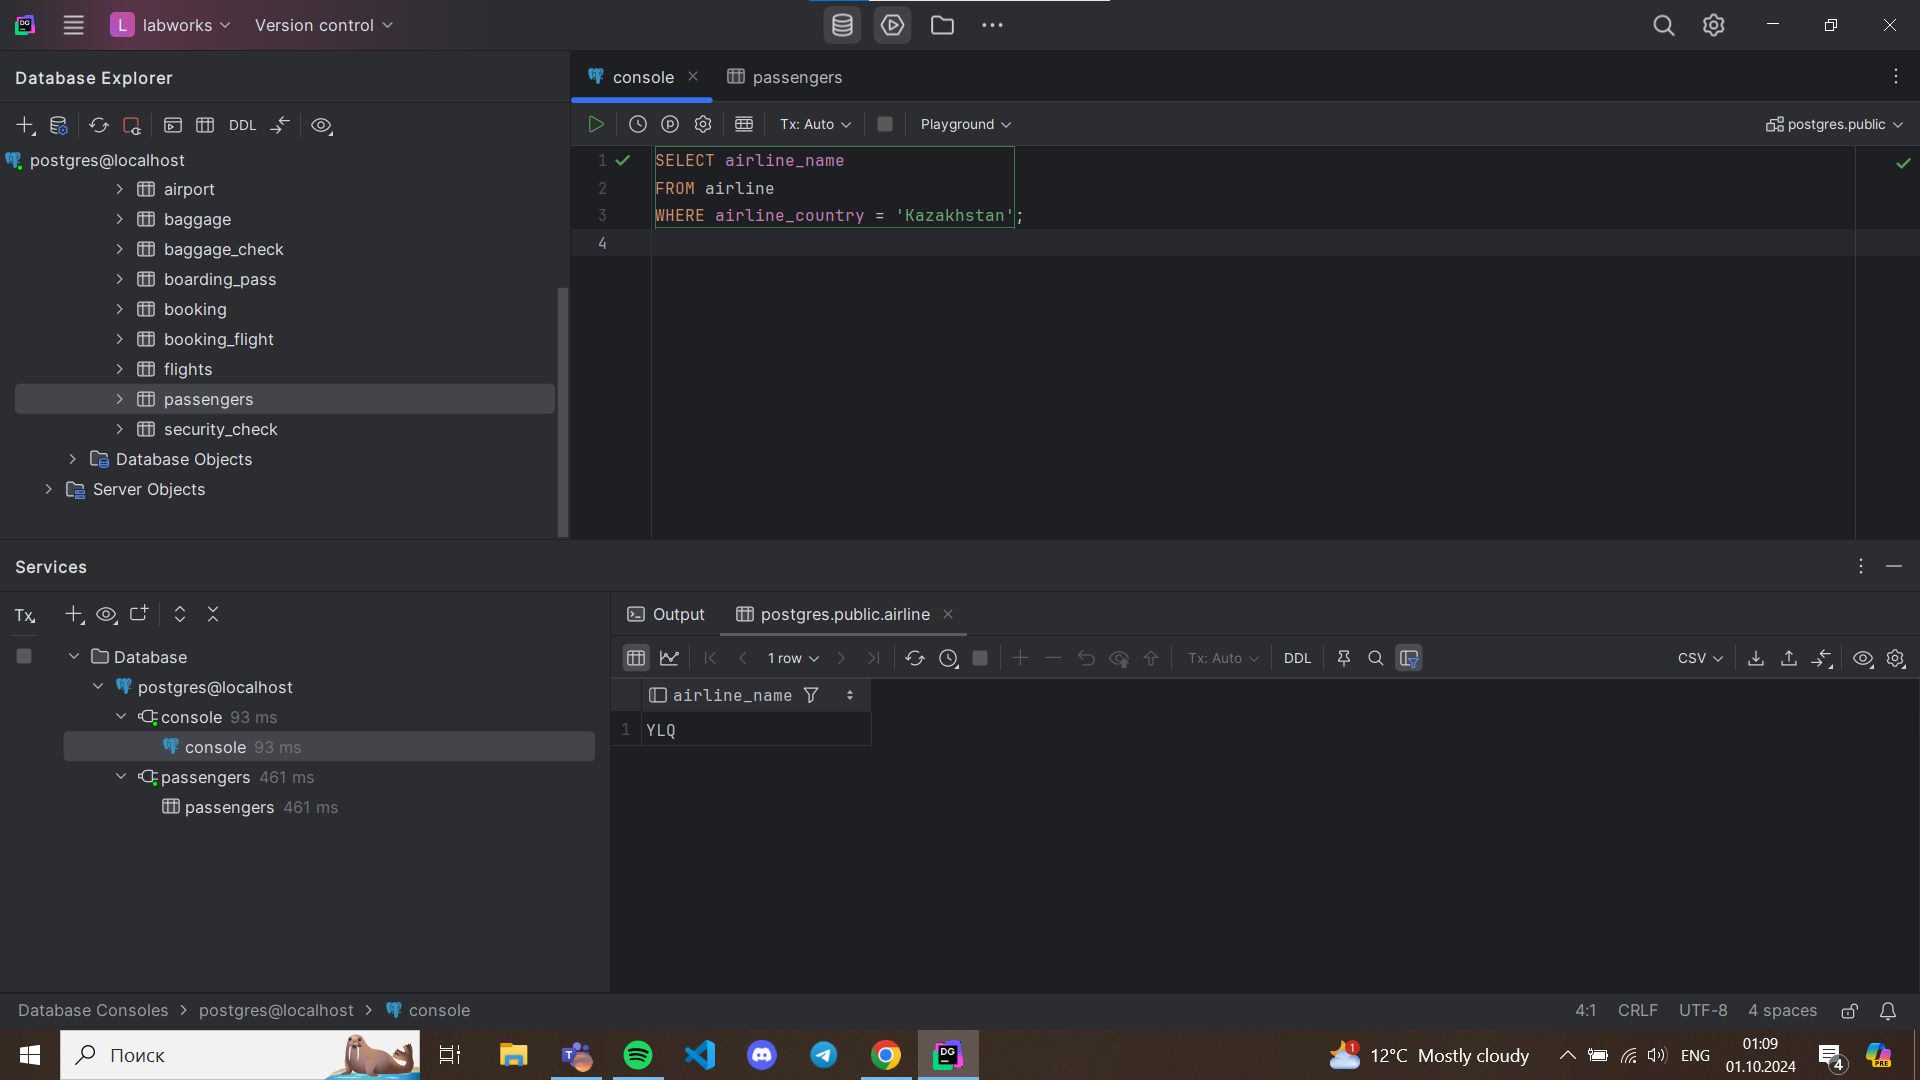 L labworks Version control
Database Explorer
DDL
postgres@localhost
airport
baggage
baggage_check
boarding_pass
booking
booking_flight
flights
passengers
security_check
Database Objects
Server Objects
console passengers
Tx: Auto Playground postgres.public
1 SELECT airline_name
2 FROM airline
3 WHERE airline_country = 'Kazakhstan';
4
Services
Tx
Database
postgres@localhost
console 93 ms
console 93 ms
passengers 461 ms
passengers 461 ms
Output postgres.public.airline
1 row Tx: Auto DDL CSV
airline_name
1 YLQ
Database Consoles postgres@localhost console
4:1 CRLF UTF-8 4 spaces
Поиск
DG
1
12°C Mostly cloudy
ENG
01:09
01.10.2024
4
PRE